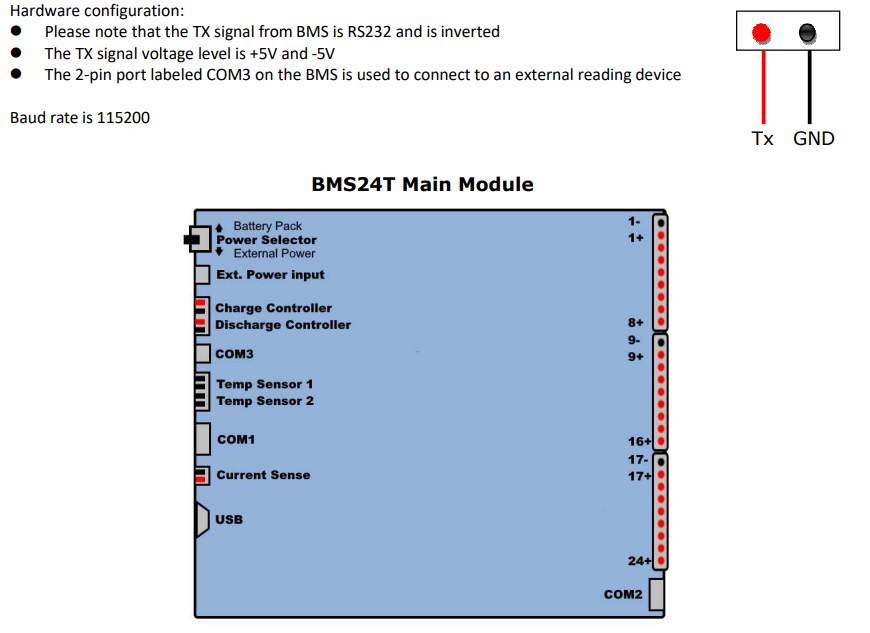 Hardware configuration:
● Please note that the TX signal from BMS is RS232 and is inverted
● The TX signal voltage level is +5V and -5V
● The 2-pin port labeled COM3 on the BMS is used to connect to an external reading device
Baud rate is 115200
Tx GND
BMS24T Main Module
Battery Pack
Power Selector
External Power
Ext. Power input
Charge Controller
Discharge Controller
COM3
Temp Sensor 1
Temp Sensor 2
COM1
Current Sense
USB
1-
1+
8+
9-
9+
16+
17-
17+
24+
COM2